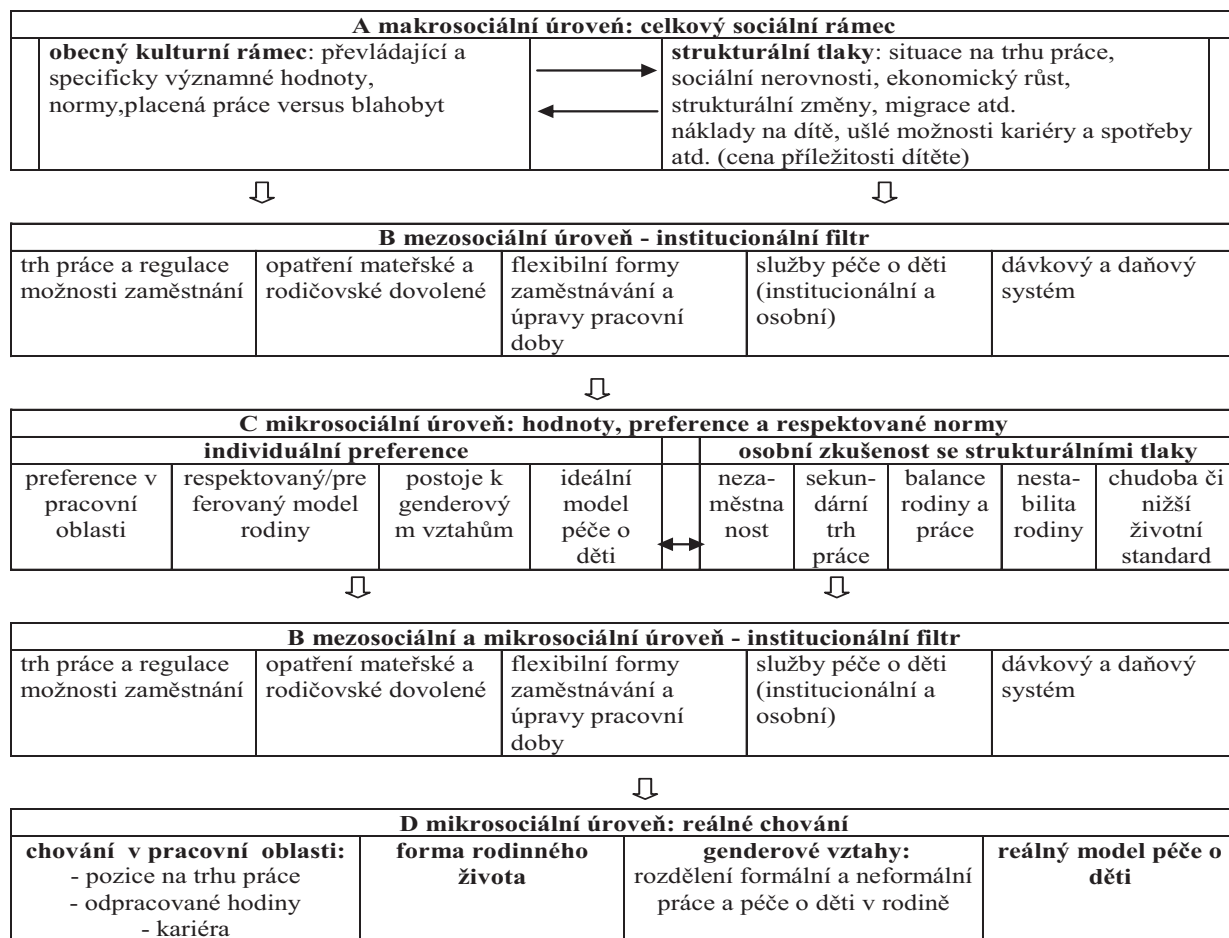 A makrosociální úroveň: celkový sociální rámec
obecný kulturní rámec: převládající a
specificky významné hodnoty,
normy,placená práce versus blahobyt
strukturální tlaky: situace na trhu práce,
sociální nerovnosti, ekonomický růst,
strukturální změny, migrace atd.
náklady na dítě, ušlé možnosti kariéry a spotřeby
atd. (cena příležitosti dítěte)
B mezosociální úroveň - institucionální filtr
trh práce a regulace
možnosti zaměstnání
opatření mateřské a
rodičovské dovolené
flexibilní formy
zaměstnávání a
úpravy pracovní
doby
služby péče o děti
(institucionální a
osobní)
dávkový a daňový
systém
C mikrosociální úroveň: hodnoty, preference a respektované normy
individuální preference
osobní zkušenost se strukturálními tlaky
preference v
pracovní
oblasti
respektovaný/pre
ferovaný model
rodiny
postoje k
genderový
m vztahům
ideální
model
péče o
děti
neza-
městna
nost
sekun-
dární
trh
práce
balance
rodiny a
práce
nesta-
bilita
rodiny
chudoba či
nižší
životní
standard
B mezosociální a mikrosociální úroveň - institucionální filtr
trh práce a regulace
možnosti zaměstnání
opatření mateřské a
rodičovské dovolené
flexibilní formy
zaměstnávání a
úpravy pracovní
doby
služby péče o děti
(institucionální a
osobní)
dávkový a daňový
systém
D mikrosociální úroveň: reálné chování
chování v pracovní oblasti:
- pozice na trhu práce
- odpracované hodiny
- kariéra
forma rodinného
života
genderové vztahy:
rozdělení formální a neformální
práce a péče o děti v rodině
reálný model péče o
děti